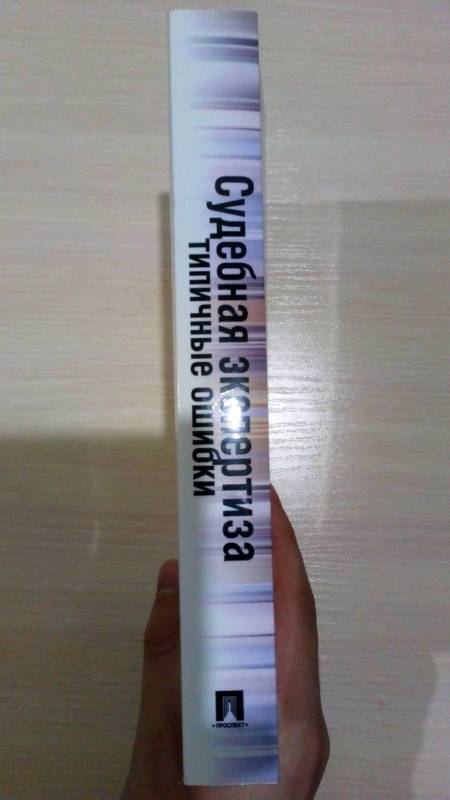 Судебная экспертиза
типичные ошибки
• ПРОСПЕКТ •